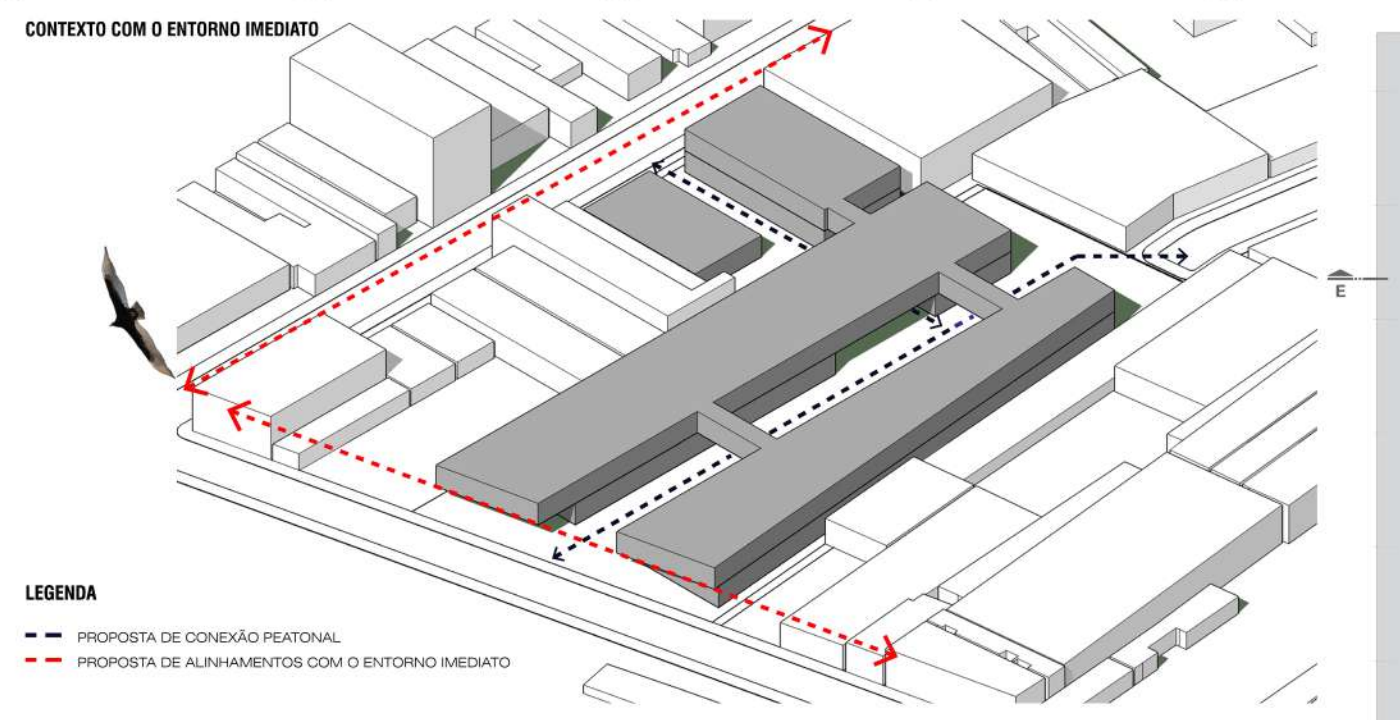 CONTEXTO COM O ENTORNO IMEDIATO
E
LEGENDA
PROPOSTA DE CONEXÃO PEATONAL
PROPOSTA DE ALINHAMENTOS COM O ENTORNO IMEDIATO